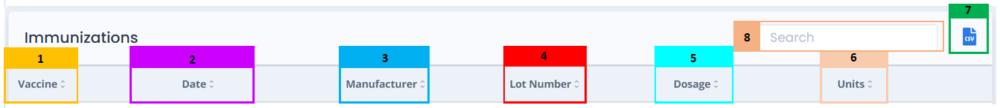 7
Immunizations
8 Search
CSV
1 2 3 4 5 6
Vaccine Date Manufacturer Lot Number Dosage Units